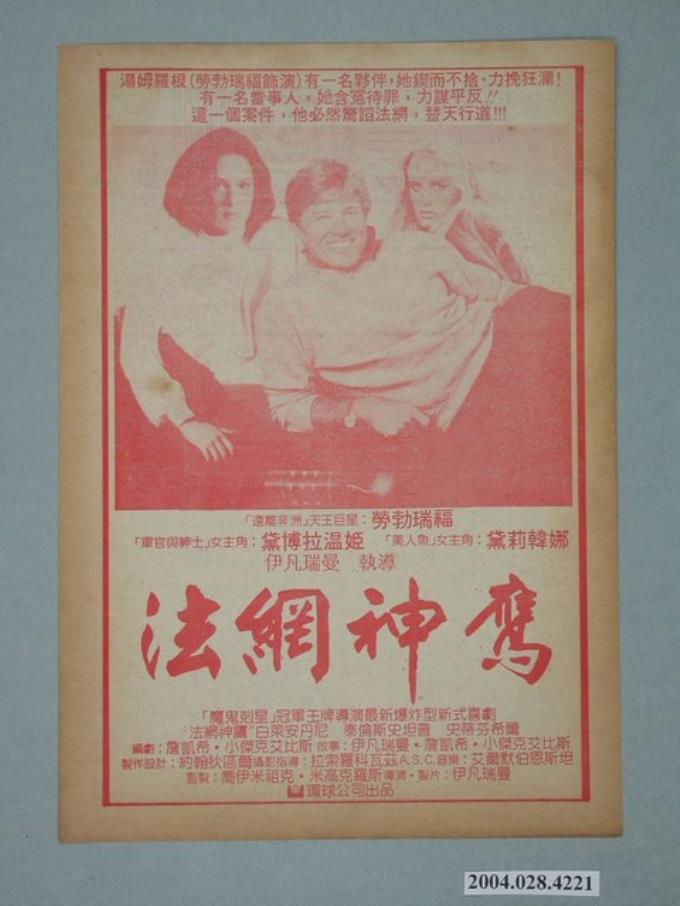 湯姆羅根(勞勃瑞福飾演)有一名夥伴，她鍥而不捨、力挽狂瀾!
有一名當事人，她含冤待罪，力謀平反!!
這一個案件，他必然驚蹈法網，替天行道!!!
「遠離非洲」天王巨星：勞勃瑞福
「軍官與紳士」女主角：黛博拉温姬 「美人魚」女主角：黛莉韓娜
伊凡瑞曼 執導
法網神鹰
「魔鬼剋星」冠軍王牌導演最新爆炸型新式喜劇
"法網神鷹"白萊安丹尼 泰倫斯史坦普 史蒂芬希爾
編劇：詹凱希·小傑克艾比斯 故事：伊凡瑞曼·詹凱希·小傑克艾比斯
製作設計：約翰狄區爾 攝影指導：拉索羅科瓦茲A.S.C. 音樂：艾爾默伯恩斯坦
監製：喬伊米祖克·米高克羅斯 導演·製片：伊凡瑞曼
環球公司出品
2004.028.4221